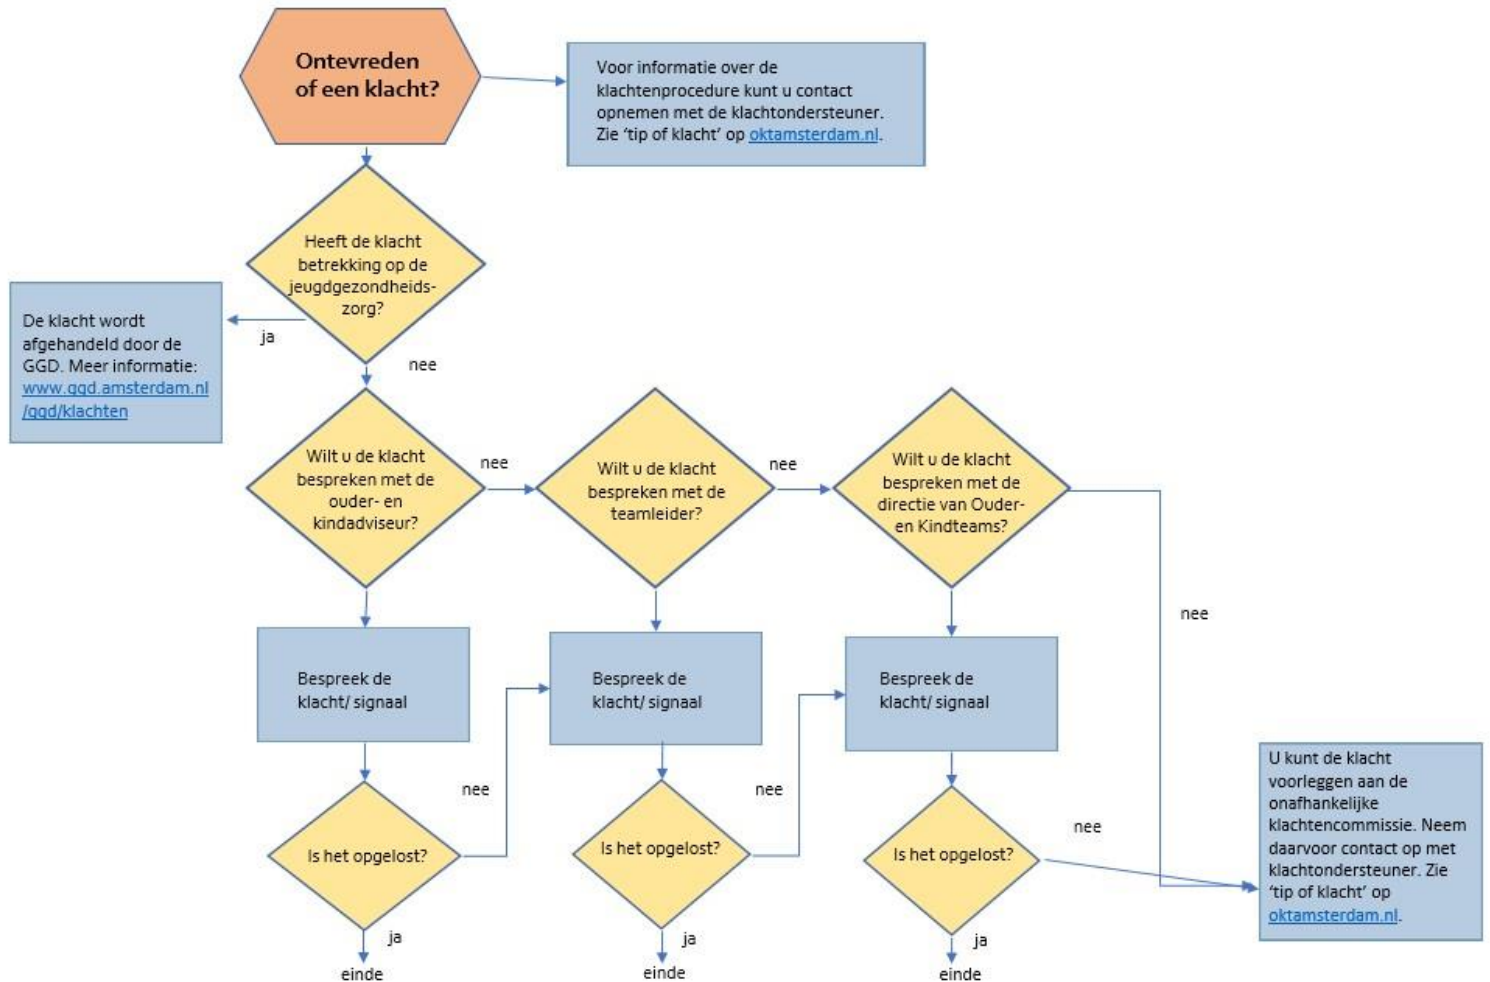 Ontevreden
of een klacht?
Voor informatie over de
klachtenprocedure kunt u contact
opnemen met de klachtondersteuner.
Zie ‘tip of klacht’ op oktamsterdam.nl.
Heeft de klacht
betrekking op de
jeugdgezondheids-
zorg?
ja
De klacht wordt
afgehandeld door de
GGD. Meer informatie:
www.ggd.amsterdam.nl
/ggd/klachten
nee
Wilt u de klacht
bespreken met de
ouder- en
kindadviseur?
nee
Wilt u de klacht
bespreken met de
teamleider?
nee
Wilt u de klacht
bespreken met de
directie van Ouder-
en Kindteams?
nee
Bespreek de
klacht/ signaal
Bespreek de
klacht/ signaal
Bespreek de
klacht/ signaal
Is het opgelost?
nee
Is het opgelost?
nee
Is het opgelost?
nee
U kunt de klacht
voorleggen aan de
onafhankelijke
klachtencommissie. Neem
daarvoor contact op met
klachtondersteuner. Zie
‘tip of klacht’ op
oktamsterdam.nl.
ja
einde
ja
einde
ja
einde